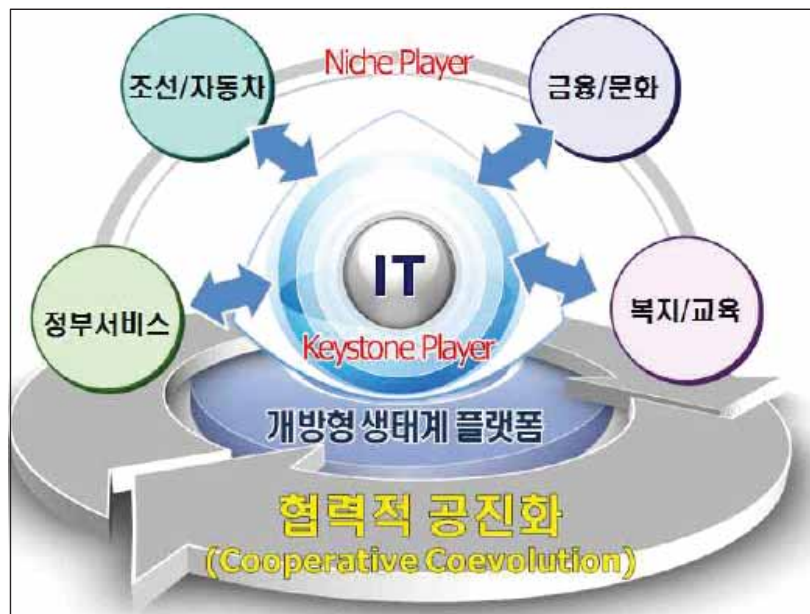 Niche Player
조선/자동차
금융/문화
IT
정부서비스
복지/교육
Keystone Player
개방형 생태계 플랫폼
협력적 공진화
(Cooperative Coevolution)